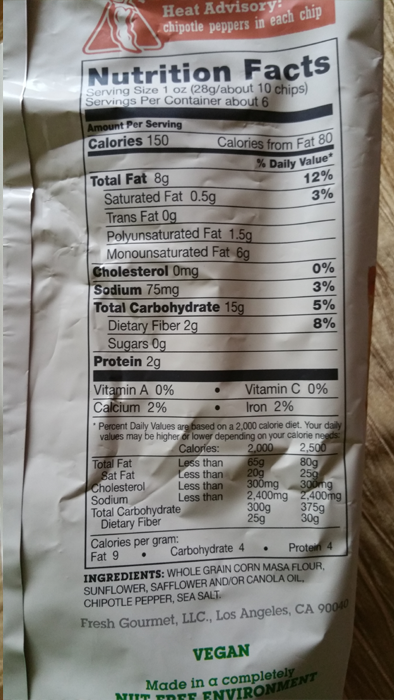 Heat Advisory:
chipotle peppers in each chip
Nutrition Facts
Serving Size 1 oz (28g/about 10 chips)
Servings Per Container about 6
Amount Per Serving
Calories 150 Calories from Fat 80
% Daily Value*
Total Fat 8g 12%
Saturated Fat 0.5g 3%
Trans Fat 0g
Polyunsaturated Fat 1.5g
Monounsaturated Fat 6g
Cholesterol 0mg 0%
Sodium 75mg 3%
Total Carbohydrate 15g 5%
Dietary Fiber 2g 8%
Sugars 0g
Protein 2g
Vitamin A 0% • Vitamin C 0%
Calcium 2% • Iron 2%
* Percent Daily Values are based on a 2,000 calorie diet. Your daily
values may be higher or lower depending on your calorie needs:
Calories: 2,000 2,500
Total Fat Less than 65g 80g
Sat Fat Less than 20g 25g
Cholesterol Less than 300mg 300mg
Sodium Less than 2,400mg 2,400mg
Total Carbohydrate 300g 375g
Dietary Fiber 25g 30g
Calories per gram:
Fat 9 • Carbohydrate 4 • Protein 4
INGREDIENTS: WHOLE GRAIN CORN MASA FLOUR,
SUNFLOWER, SAFFLOWER AND/OR CANOLA OIL,
CHIPOTLE PEPPER, SEA SALT.
Fresh Gourmet, LLC., Los Angeles, CA 90040
VEGAN
Made in a completely
NUT FREE ENVIRONMENT